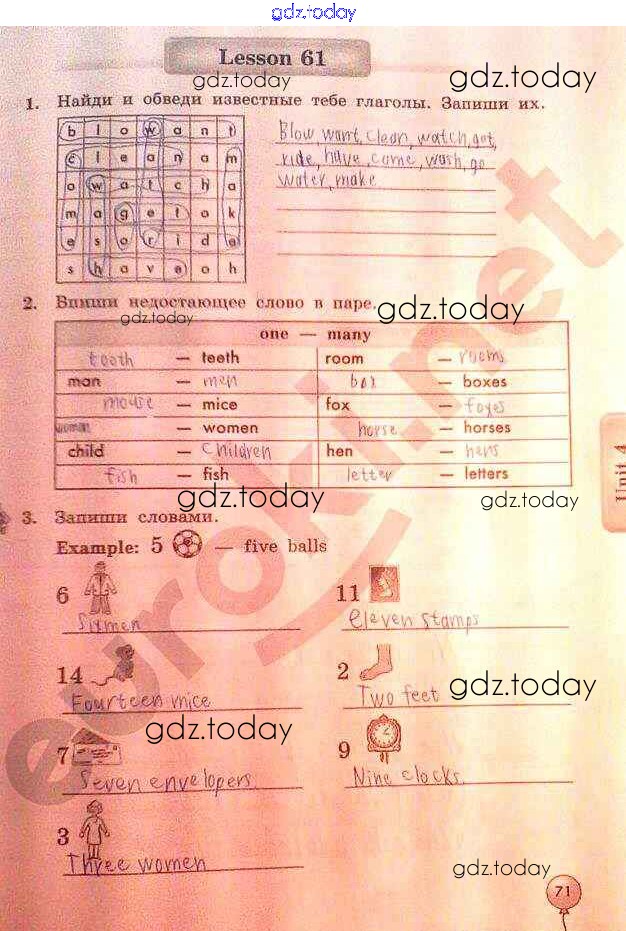 gdz.today
Lesson 61
gdz.today
gdz.today
1. Найди и обведи известные тебе глаголы. Запиши их.
b l o w a n t
c l e a n a m
o w a t c h a
m a g e t o k
e s o r i d e
s h a v e o h
Blow, want, clean, watch, get,
ride, have, come, wash, go
water, make
2. Впиши недостающее слово в паре.
gdz.today
gdz.today
one — many
tooth — teeth room — rooms
man — men box — boxes
mouse — mice fox — foxes
woman — women horse — horses
child — children hen — hens
fish — fish letter — letters
gdz.today
gdz.today
Unit 4
3. Запиши словами.
Example: 5 — five balls
6 11
Sixmen Eleven stamps
14 2
Fourteen mice Two feet
gdz.today
gdz.today
7 9
Seven envelopers Nine clocks
3
Three women
gdz.today
71
euroki.net